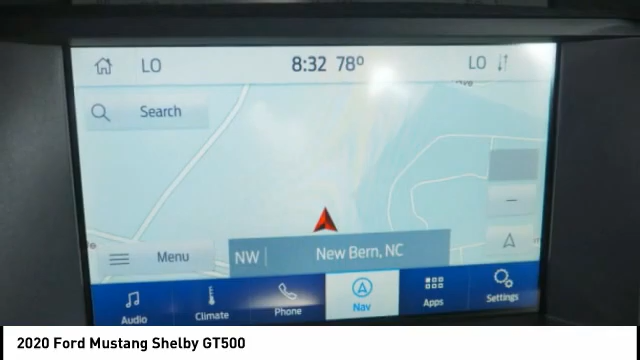 LO 8:32 78° LO
Search
NW New Bern, NC
Menu
Audio Climate Phone Nav Apps Settings
2020 Ford Mustang Shelby GT500